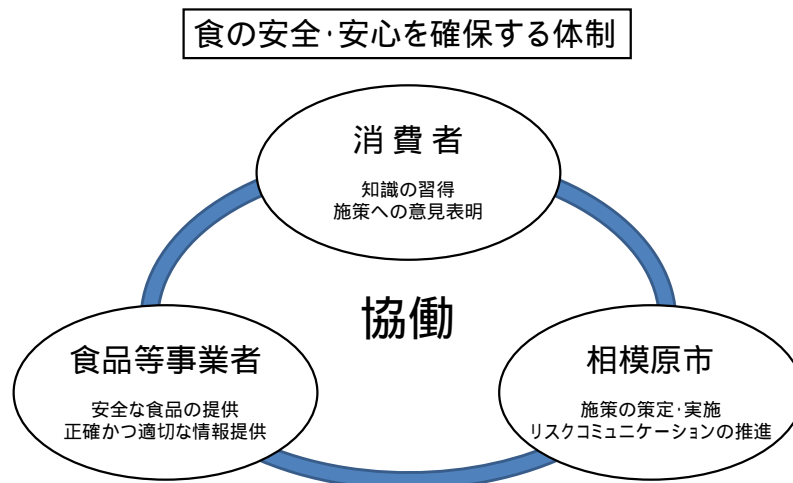 食の安全･安心を確保する体制
消 費 者
知識の習得
施策への意見表明
協働
食品等事業者
安全な食品の提供
正確かつ適切な情報提供
相模原市
施策の策定･実施
リスクコミュニケーションの推進